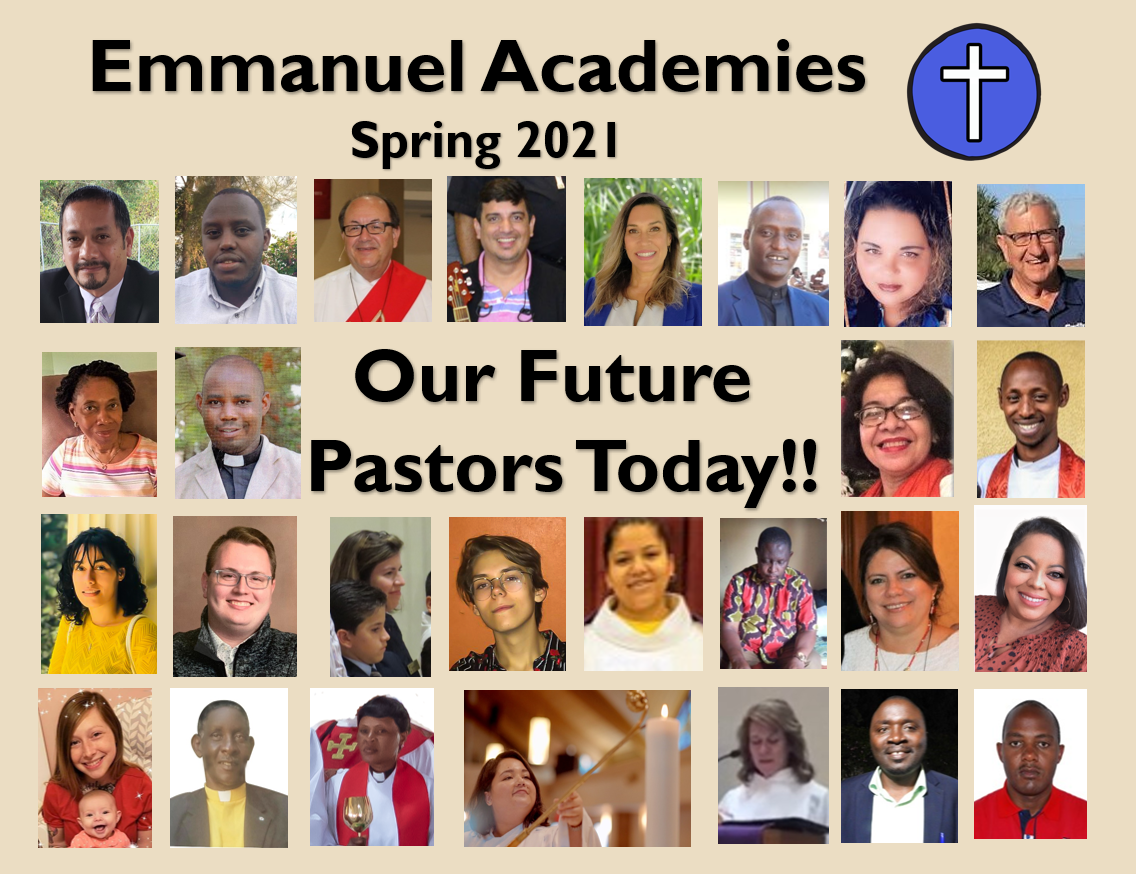 Emmanuel Academies
Spring 2021
Our Future
Pastors Today!!